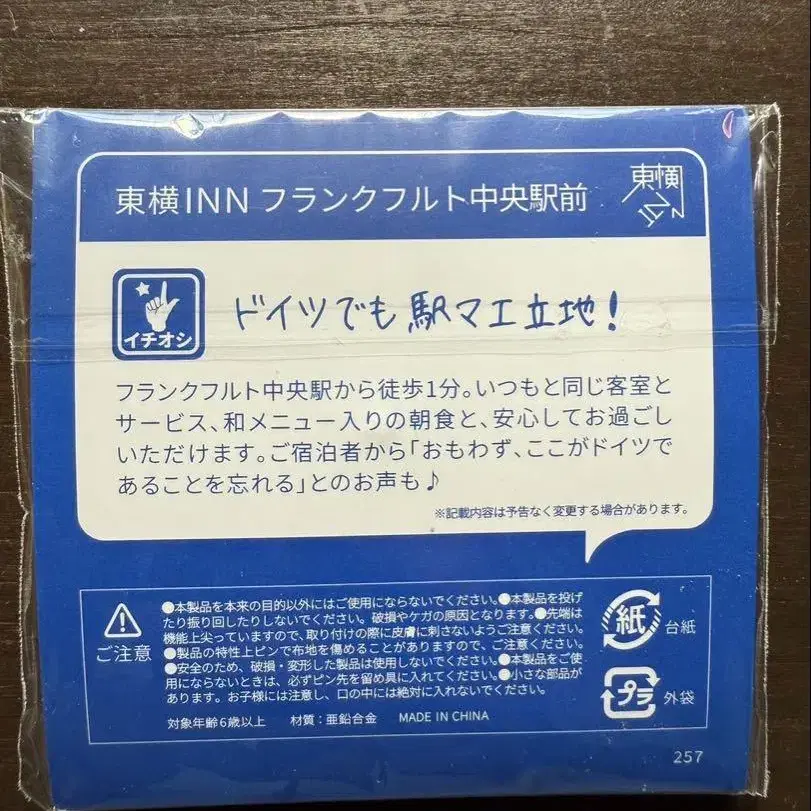 東横INN フランクフルト中央駅前
東横
INN
イチオシ
ドイツでも駅マエ立地！
フランクフルト中央駅から徒歩1分。いつもと同じ客室と
サービス、和メニュー入りの朝食と、安心してお過ごし
いただけます。ご宿泊者から「おもわず、ここがドイツで
あることを忘れる」とのお声も♪
※記載内容は予告なく変更する場合があります。
ご注意
●本製品を本来の目的以外にはご使用にならないでください。●本製品を投げ
たり振り回したりしないでください。破損やケガの原因となります。●先端は
機能上尖っていますので、取り付けの際に皮膚に刺さないようご注意ください。
●製品の特性上ピンで布地を傷めることがありますので、ご注意ください。
●安全のため、破損・変形した製品は使用しないでください。●本製品をご使
用にならないときは、必ずピン先を留め具に入れてください。●小さな部品が
あります。お子様には注意し、口の中には絶対に入れないでください。
対象年齢6歳以上 材質：亜鉛合金 MADE IN CHINA
紙 台紙
プラ 外袋
257